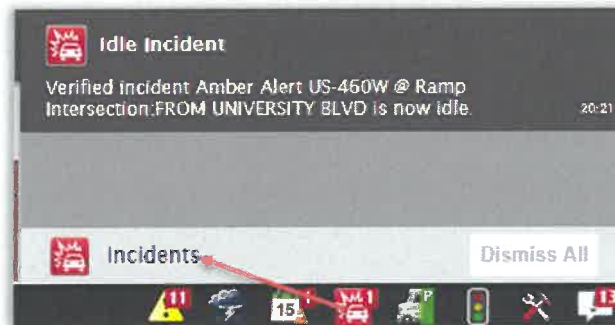 Idle Incident
Verified incident Amber Alert US-460W @ Ramp
Intersection:FROM UNIVERSITY BLVD is now idle.
20:21
Incidents
Dismiss All
11
15
1
P
13